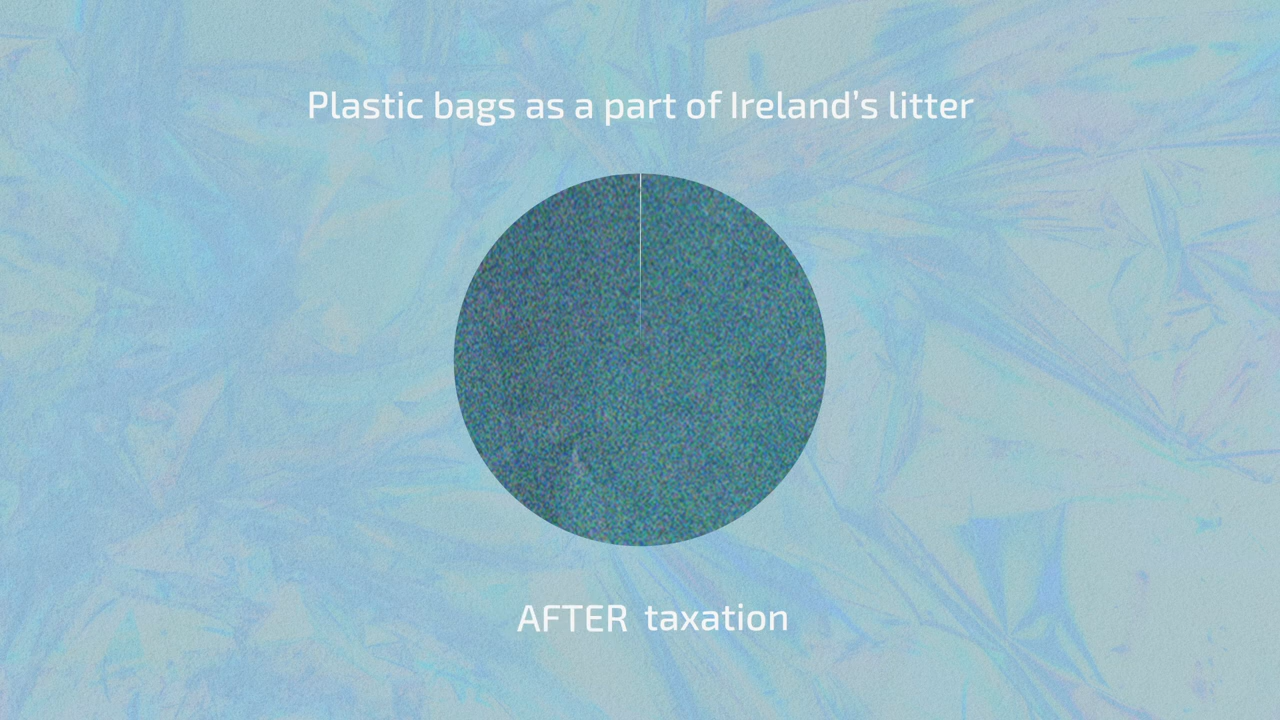 Plastic bags as a part of Ireland’s litter
AFTER taxation